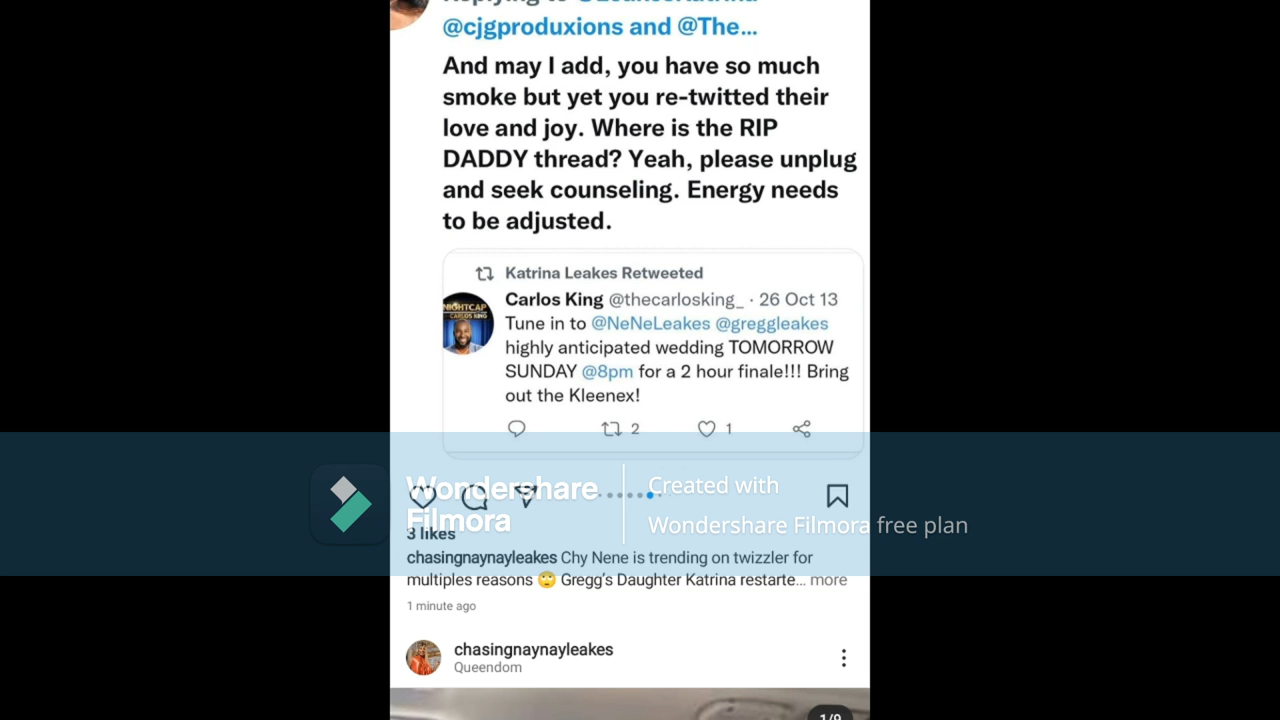 @cjgproduxions and @The...
And may I add, you have so much
smoke but yet you re-twitted their
love and joy. Where is the RIP
DADDY thread? Yeah, please unplug
and seek counseling. Energy needs
to be adjusted.
Katrina Leakes Retweeted
NIGHTCAP
CARLOS KING
Carlos King @thecarlosking_ · 26 Oct 13
Tune in to @NeNeLeakes @greggleakes
highly anticipated wedding TOMORROW
SUNDAY @8pm for a 2 hour finale!!! Bring
out the Kleenex!
2 1
Wondershare
Filmora
Created with
Wondershare Filmora free plan
3 likes
chasingnaynayleakes Chy Nene is trending on twizzler for
multiples reasons 🙄 Gregg's Daughter Katrina restarte... more
1 minute ago
chasingnaynayleakes
Queendom
1/9